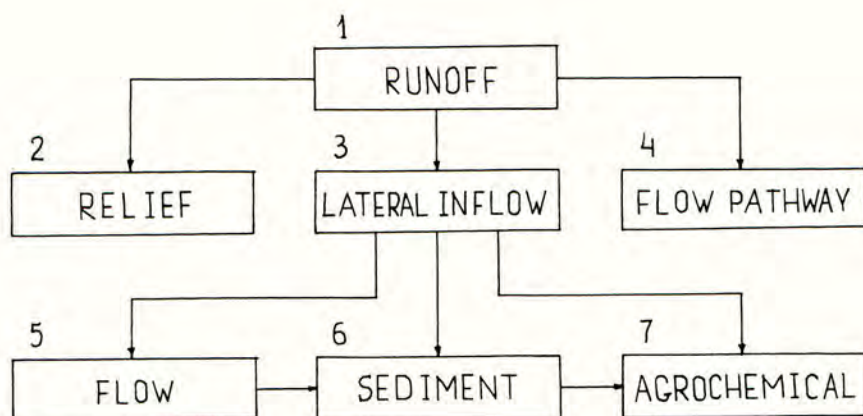 1
RUNOFF
2
3
4
RELIEF
LATERAL INFLOW
FLOW PATHWAY
5
6
7
FLOW
SEDIMENT
AGROCHEMICAL